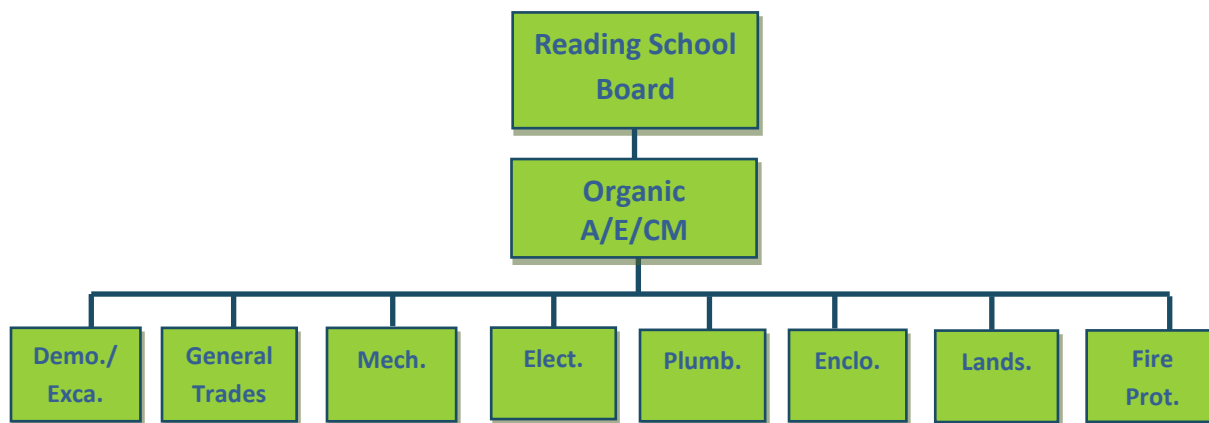 Reading School
Board
Organic
A/E/CM
Demo./
Exca.
General
Trades
Mech.
Elect.
Plumb.
Enclo.
Lands.
Fire
Prot.